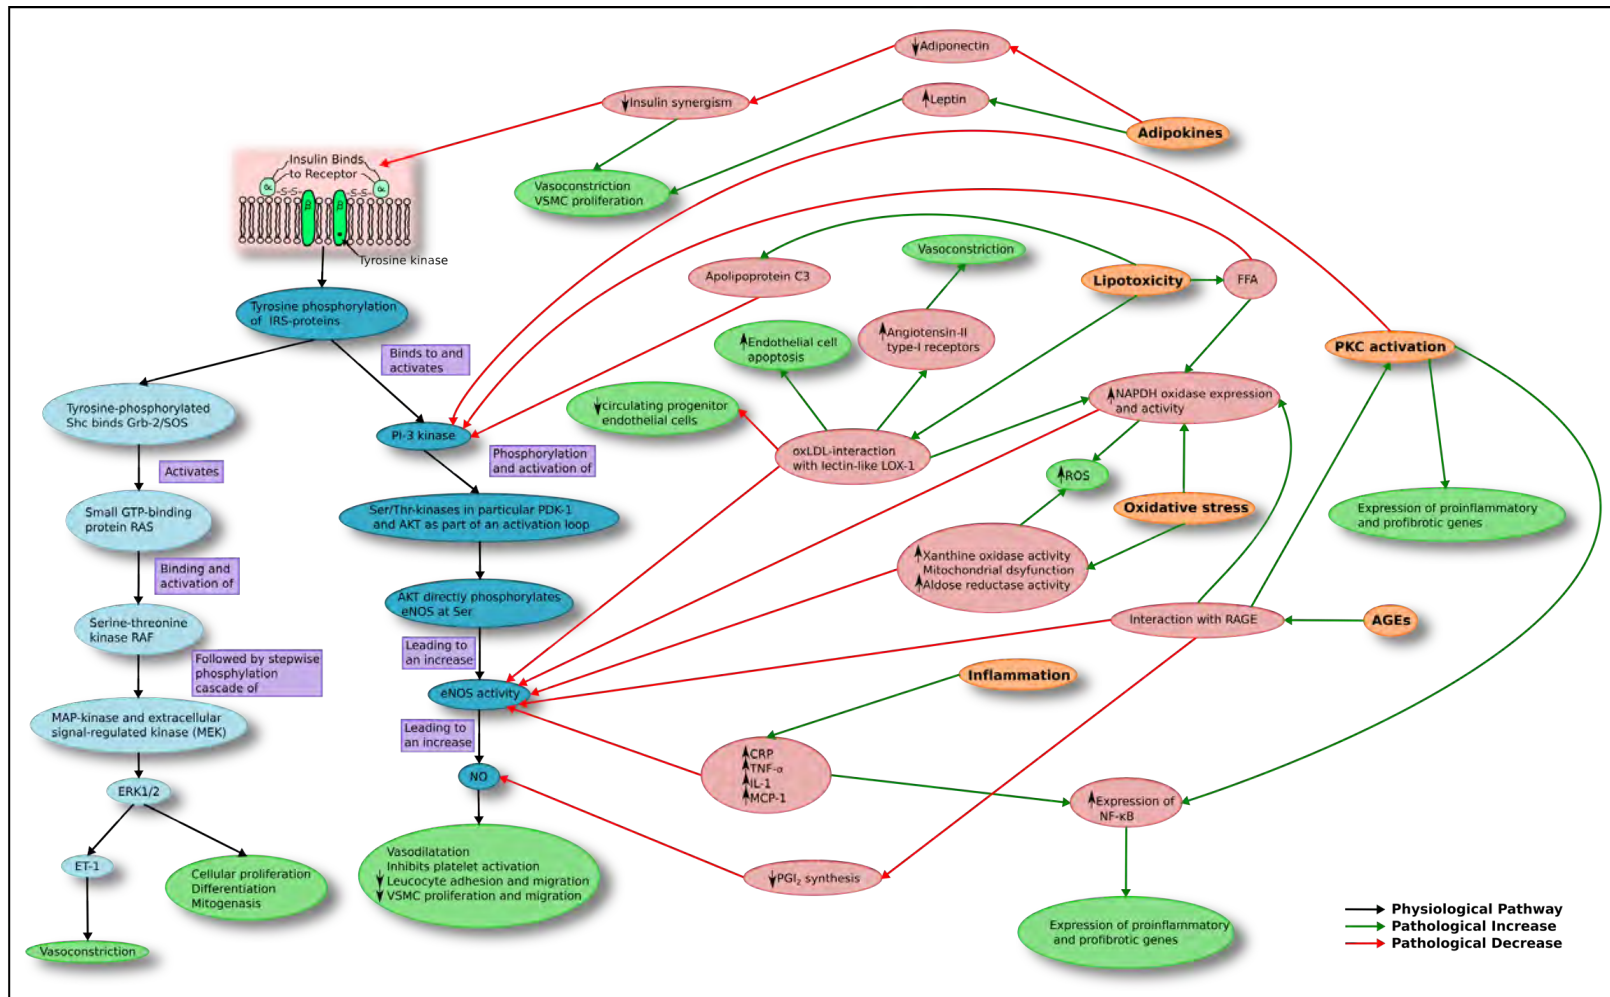 Adiponectin
Leptin
Insulin synergism
Adipokines
Insulin Binds
to Receptor
α
-S-S-
β
β
-S-S-
α
Tyrosine kinase
Vasoconstriction
VSMC proliferation
Vasoconstriction
Apolipoprotein C3
Lipotoxicity
FFA
Tyrosine phosphorylation
of IRS-proteins
Binds to and
activates
Endothelial cell
apoptosis
Angiotensin-II
type-I receptors
PKC activation
Tyrosine-phosphorylated
Shc binds Grb-2/SOS
PI-3 kinase
circulating progenitor
endothelial cells
NAPDH oxidase expression
and activity
Activates
Phosphorylation
and activation of
oxLDL-interaction
with lectin-like LOX-1
ROS
Small GTP-binding
protein RAS
Ser/Thr-kinases in particular PDK-1
and AKT as part of an activation loop
Oxidative stress
Expression of proinflammatory
and profibrotic genes
Binding and
activation of
Xanthine oxidase activity
Mitochondrial dsyfunction
Aldose reductase activity
AKT directly phosphorylates
eNOS at Ser
Serine-threonine
kinase RAF
Interaction with RAGE
AGEs
Leading to
an increase
Followed by stepwise
phosphylation
cascade of
eNOS activity
Inflammation
MAP-kinase and extracellular
signal-regulated kinase (MEK)
Leading to
an increase
CRP
TNF-α
IL-1
MCP-1
NO
ERK1/2
Expression of
NF-κB
ET-1
Cellular proliferation
Differentiation
Mitogenasis
Vasodilatation
Inhibits platelet activation
Leucocyte adhesion and migration
VSMC proliferation and migration
PGI₂ synthesis
Vasoconstriction
Expression of proinflammatory
and profibrotic genes
Physiological Pathway
Pathological Increase
Pathological Decrease